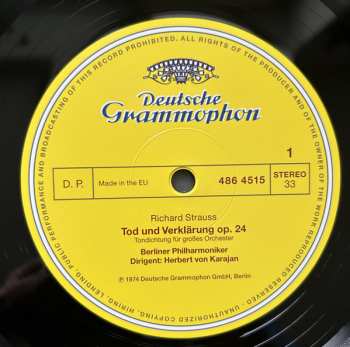 ALL RIGHTS OF THE PRODUCER AND OF THE OWNER OF THE WORK REPRODUCED RESERVED · UNAUTHORIZED COPYING, HIRING, LENDING, PUBLIC PERFORMANCE AND BROADCASTING OF THIS RECORD PROHIBITED.
Deutsche
Grammophon
1
D. P.
Made in the EU
486 4515
STEREO
33
Richard Strauss
Tod und Verklärung op. 24
Tondichtung für großes Orchester
Berliner Philharmoniker
Dirigent: Herbert von Karajan
℗ 1974 Deutsche Grammophon GmbH, Berlin